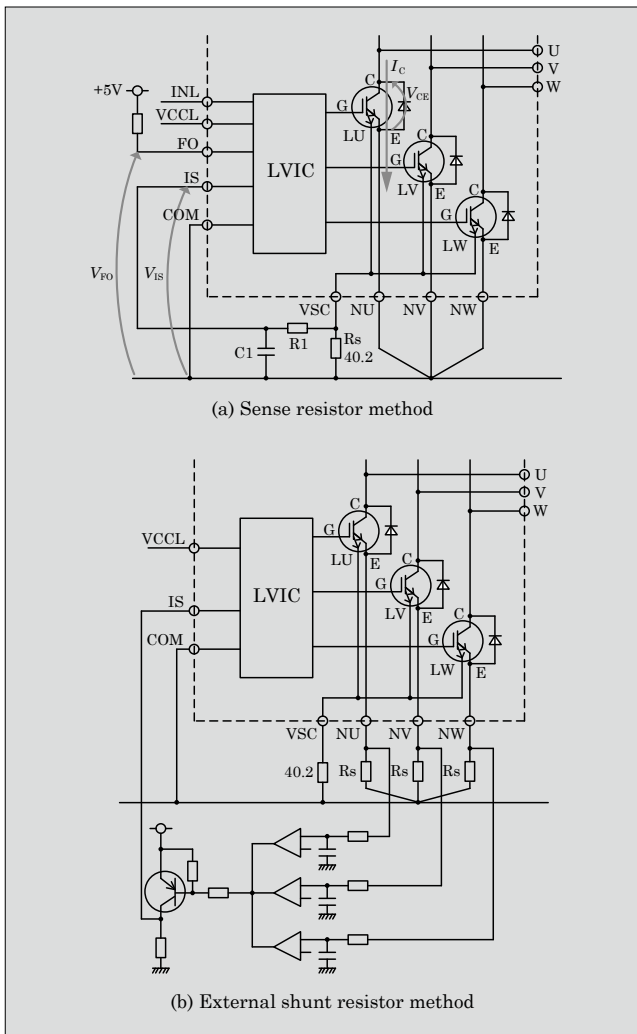 U
I_C
+5V
INL
C
V
V_CE
W
VCCL
G
LU
E
FO
C
LVIC
G
IS
LV
E
C
COM
G
LW
E
V_FO
V_IS
VSC
NU
NV
NW
C1
R1
Rs
40.2
(a) Sense resistor method
U
V
C
W
G
VCCL
LU
E
C
LVIC
G
IS
LV
E
C
COM
G
LW
E
VSC
NU
NV
NW
40.2
Rs
Rs
Rs
(b) External shunt resistor method